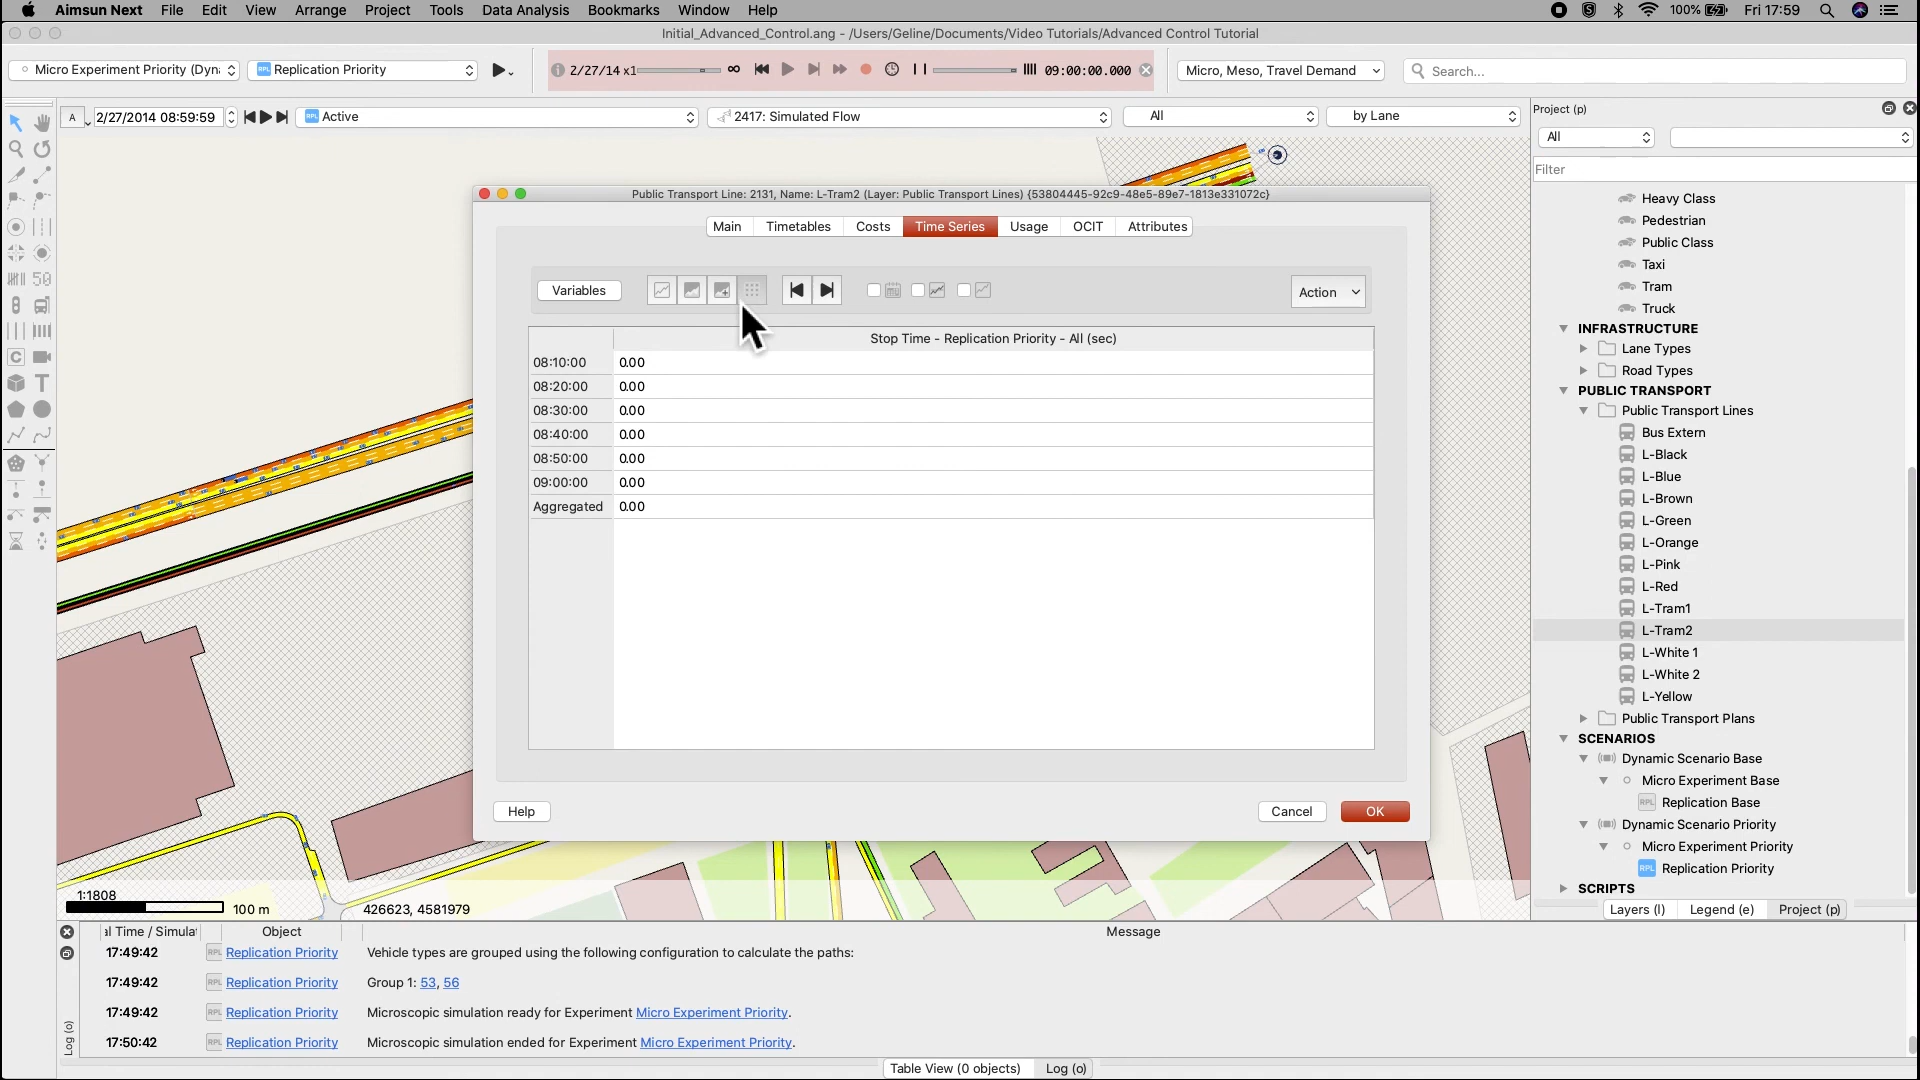 Aimsun Next File Edit View Arrange Project Tools Data Analysis Bookmarks Window Help 100% Fri 17:59
Initial_Advanced_Control.ang - /Users/Geline/Documents/Video Tutorials/Advanced Control Tutorial
Micro Experiment Priority (Dyna Replication Priority 2/27/14 x1 09:00:00.000 Micro, Meso, Travel Demand Search...
A 2/27/2014 08:59:59 Active 2417: Simulated Flow All by Lane
Project (p)
All
Filter
Heavy Class
Pedestrian
Public Class
Taxi
Tram
Truck
INFRASTRUCTURE
Lane Types
Road Types
PUBLIC TRANSPORT
Public Transport Lines
Bus Extern
L-Black
L-Blue
L-Brown
L-Green
L-Orange
L-Pink
L-Red
L-Tram1
L-Tram2
L-White 1
L-White 2
L-Yellow
Public Transport Plans
SCENARIOS
Dynamic Scenario Base
Micro Experiment Base
Replication Base
Dynamic Scenario Priority
Micro Experiment Priority
Replication Priority
SCRIPTS
Layers (l) Legend (e) Project (p)
Public Transport Line: 2131, Name: L-Tram2 (Layer: Public Transport Lines) {53804445-92c9-48e5-89e7-1813e331072c}
Main Timetables Costs Time Series Usage OCIT Attributes
Variables Action
Stop Time - Replication Priority - All (sec)
08:10:00 0.00
08:20:00 0.00
08:30:00 0.00
08:40:00 0.00
08:50:00 0.00
09:00:00 0.00
Aggregated 0.00
Help Cancel OK
1:1808
100 m 426623, 4581979
al Time / Simulat Object Message
17:49:42 Replication Priority Vehicle types are grouped using the following configuration to calculate the paths:
17:49:42 Replication Priority Group 1: 53, 56
17:49:42 Replication Priority Microscopic simulation ready for Experiment Micro Experiment Priority.
17:50:42 Replication Priority Microscopic simulation ended for Experiment Micro Experiment Priority.
Log (o)
Table View (0 objects) Log (o)